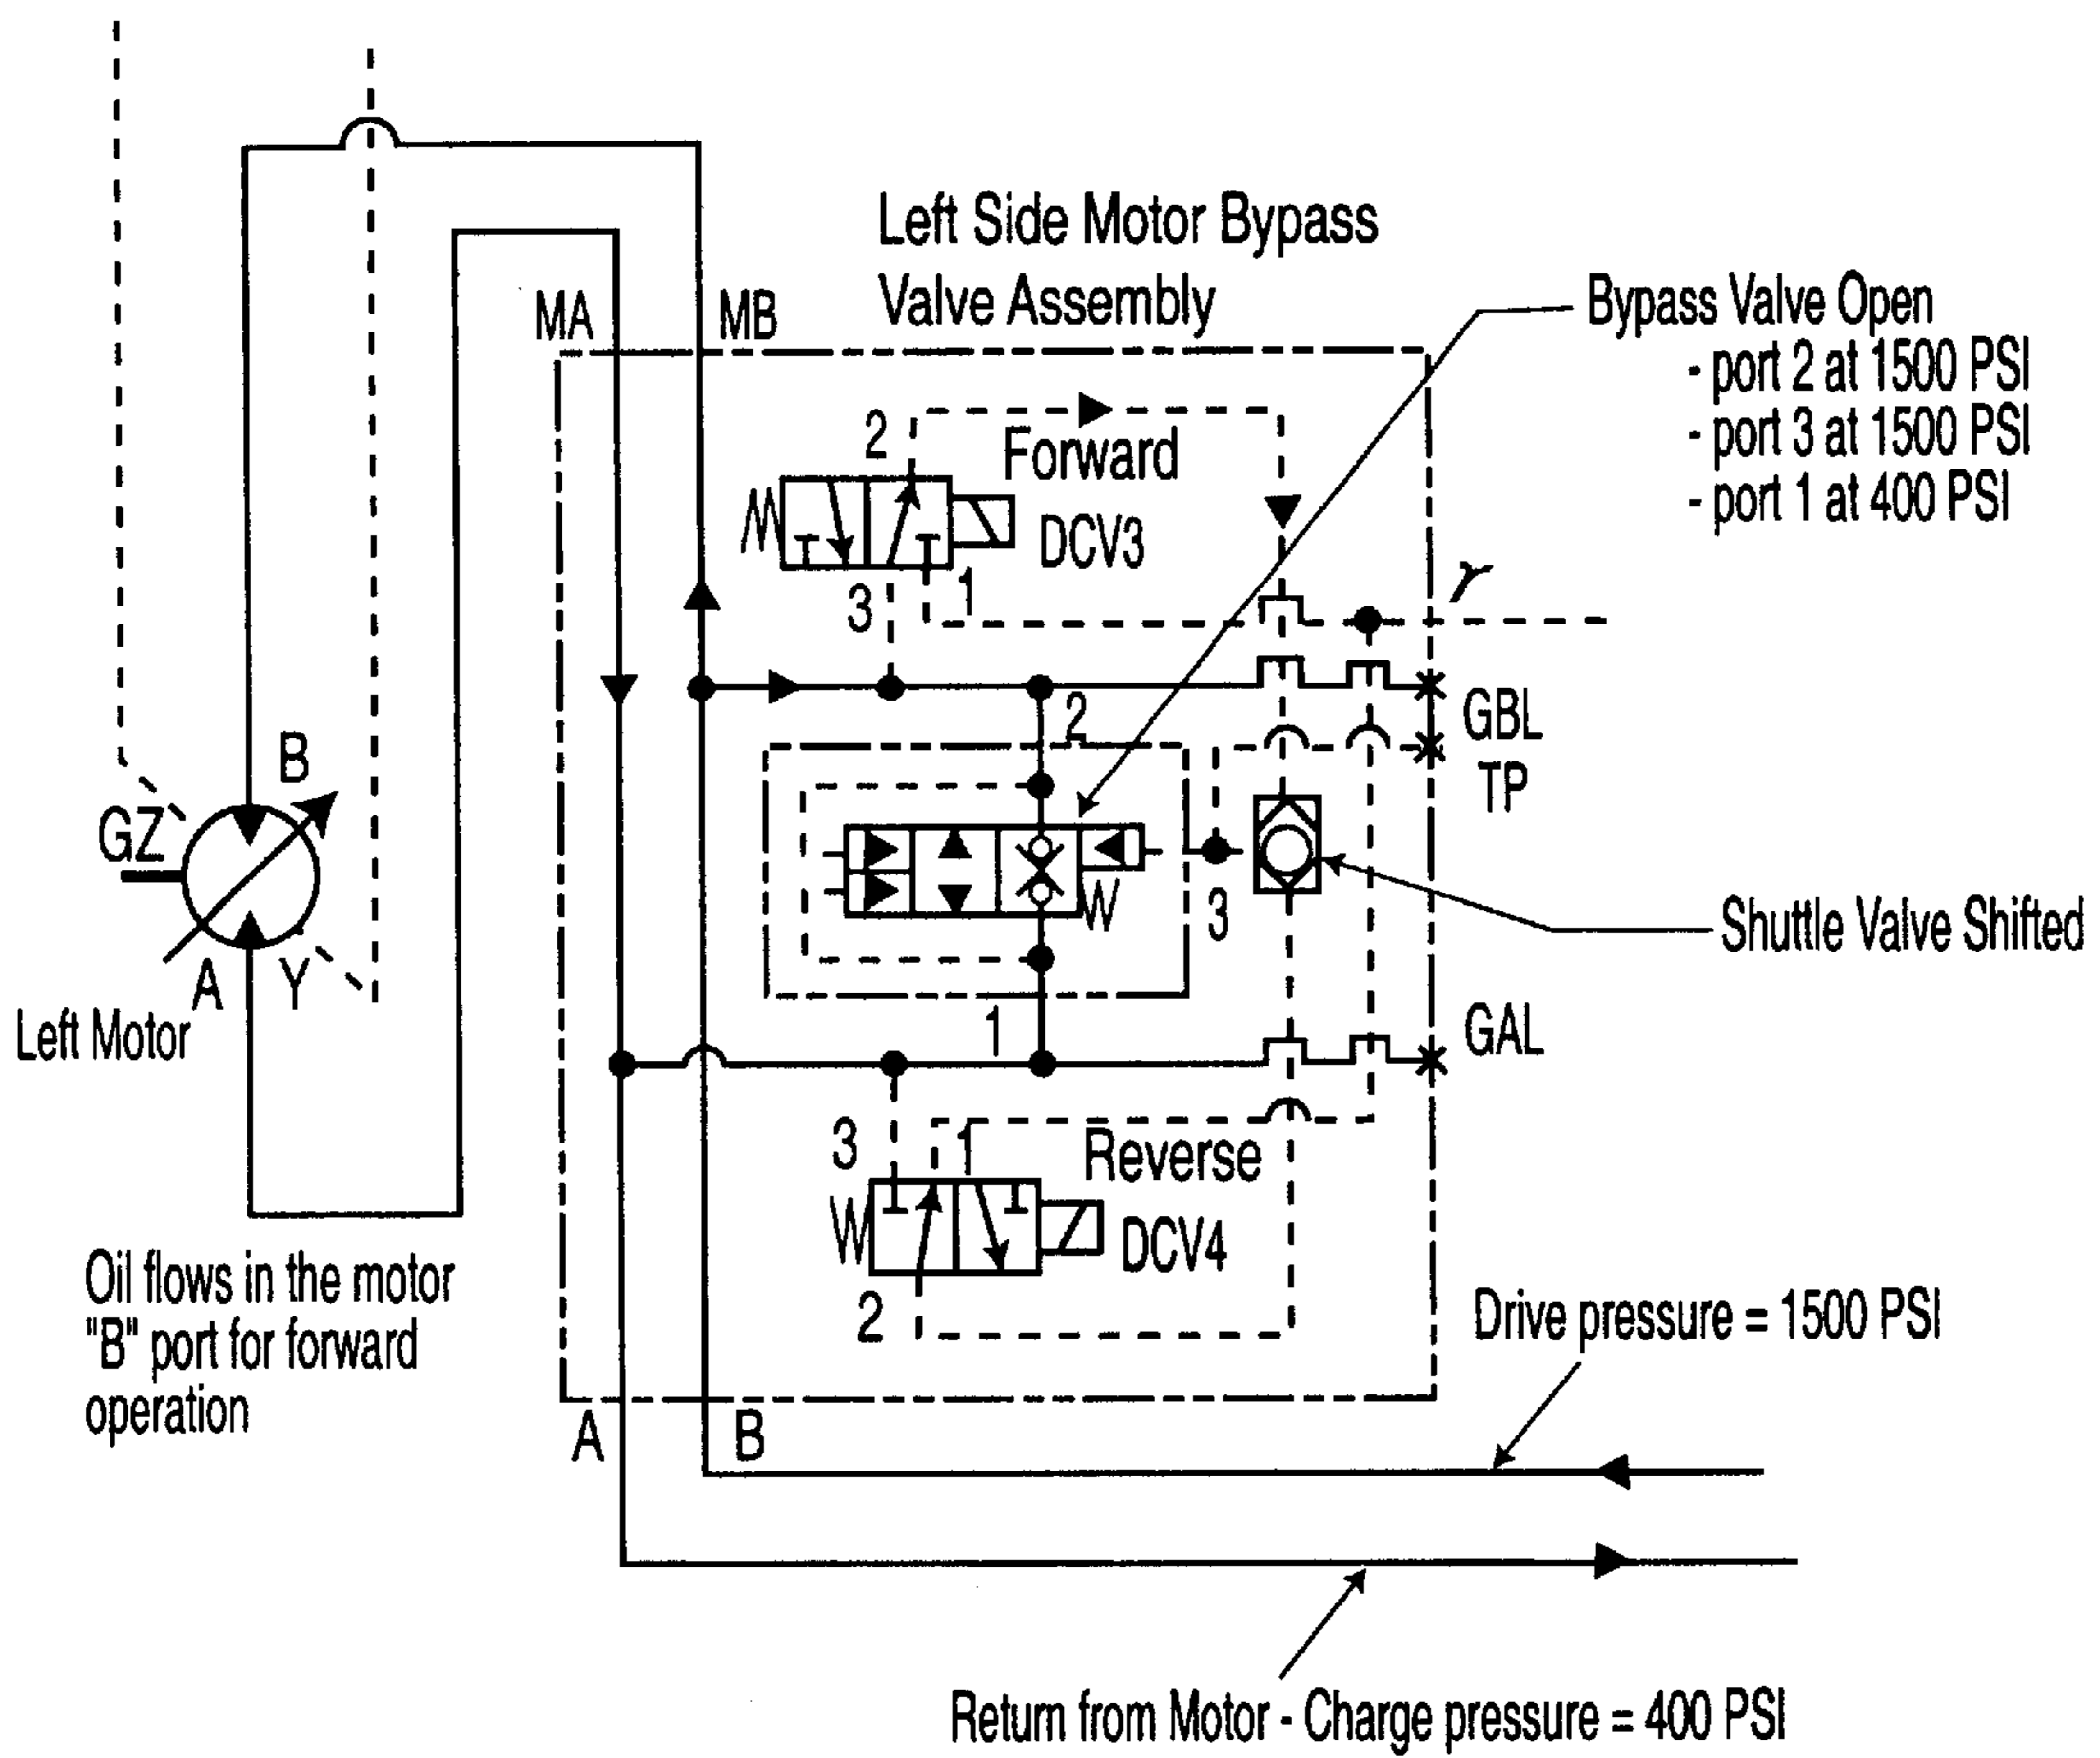 Left Side Motor Bypass
Valve Assembly
MA
MB
Bypass Valve Open
- port 2 at 1500 PSI
- port 3 at 1500 PSI
- port 1 at 400 PSI
2
Forward
DCV3
3
1
Y
GBL
TP
2
B
GZ
W
3
Shuttle Valve Shifted
A
Y
Left Motor
1
GAL
3
1
Reverse
W
DCV4
2
Oil flows in the motor
"B" port for forward
operation
Drive pressure = 1500 PSI
A
B
Return from Motor - Charge pressure = 400 PSI